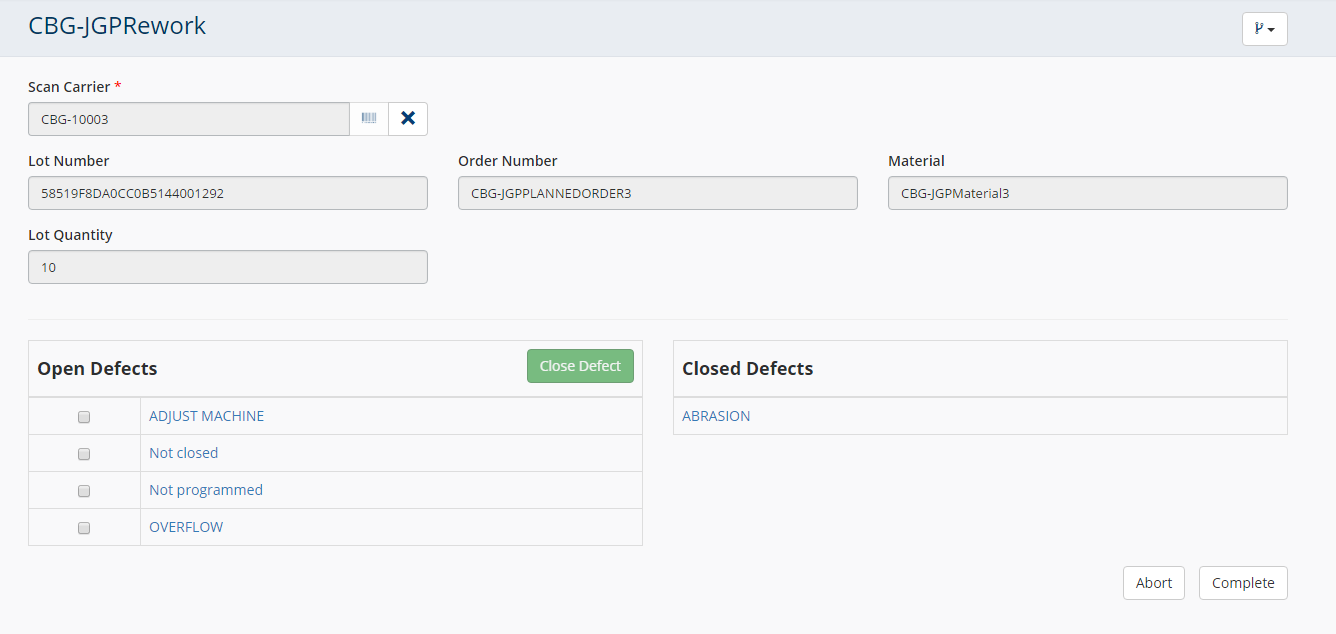 CBG-JGPRework
Scan Carrier *
CBG-10003
Lot Number
Order Number
Material
58519F8DA0CC0B5144001292
CBG-JGPPLANNEDORDER3
CBG-JGPMaterial3
Lot Quantity
10
Open Defects
Close Defect
Closed Defects
ADJUST MACHINE
ABRASION
Not closed
Not programmed
OVERFLOW
Abort
Complete